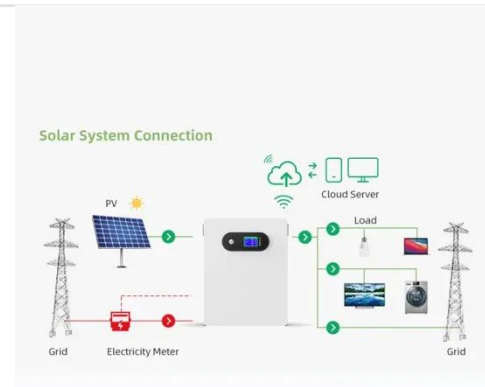 Solar System Connection
Cloud Server
PV
Load
Grid
Electricity Meter
Grid